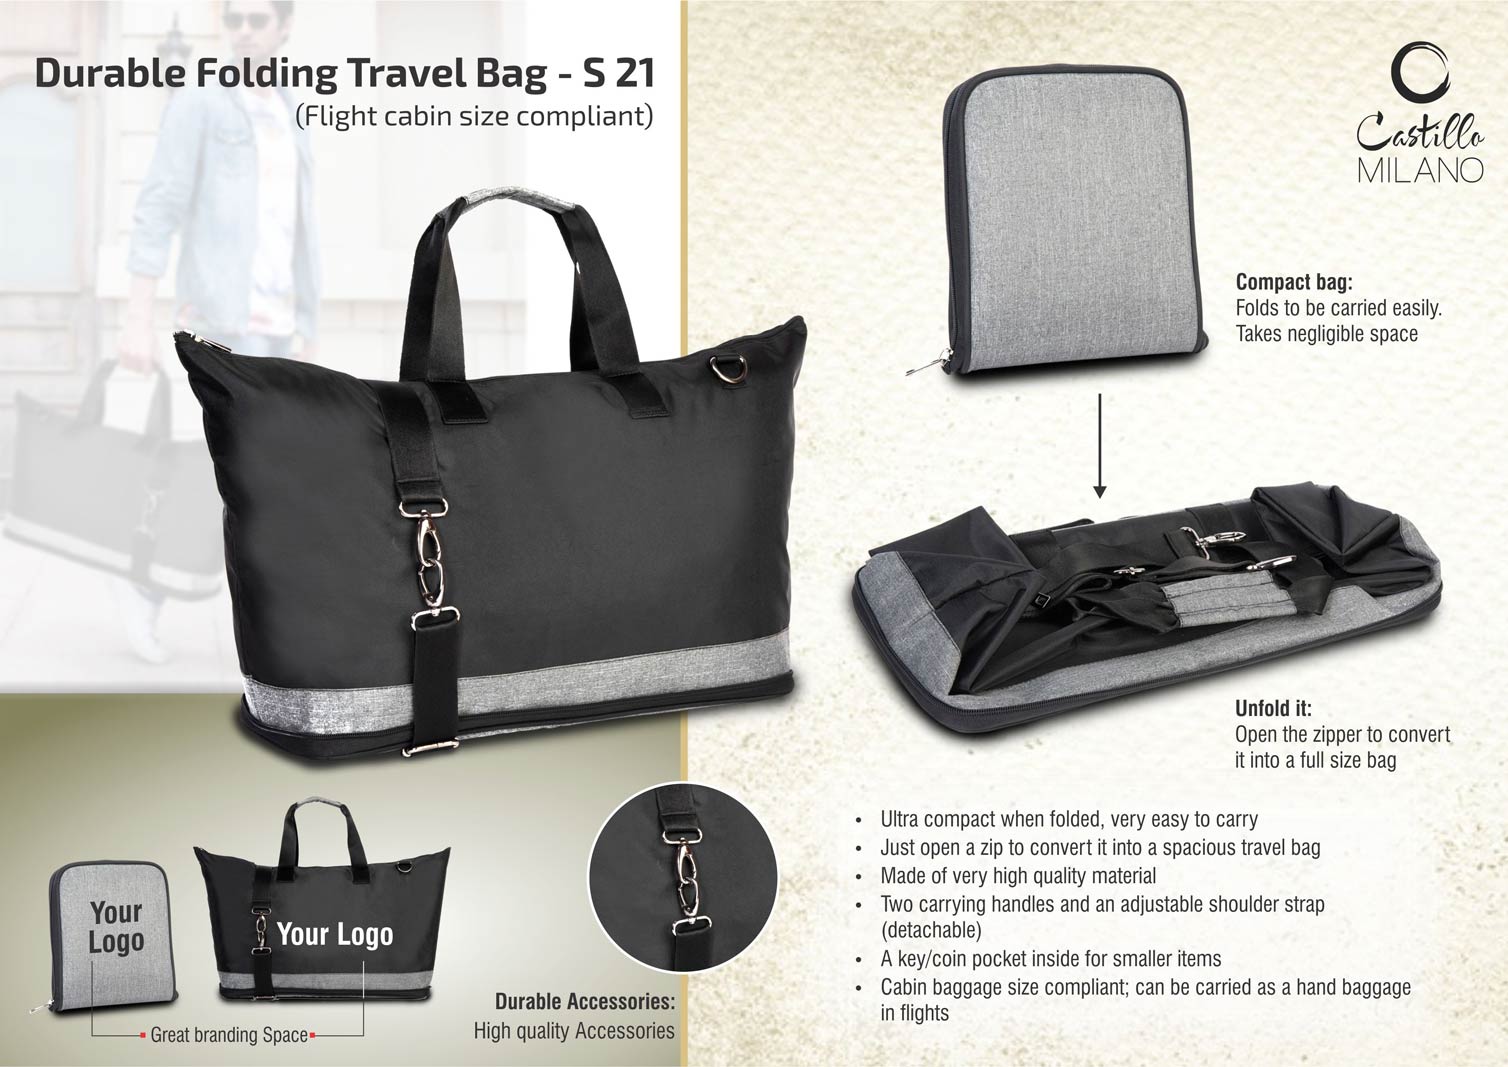 Durable Folding Travel Bag - S 21
(Flight cabin size compliant)
Castillo
MILANO
Compact bag:
Folds to be carried easily.
Takes negligible space
Unfold it:
Open the zipper to convert
it into a full size bag
• Ultra compact when folded, very easy to carry
• Just open a zip to convert it into a spacious travel bag
• Made of very high quality material
• Two carrying handles and an adjustable shoulder strap
(detachable)
• A key/coin pocket inside for smaller items
• Cabin baggage size compliant; can be carried as a hand baggage
in flights
Your
Logo
Your Logo
Great branding Space
Durable Accessories:
High quality Accessories